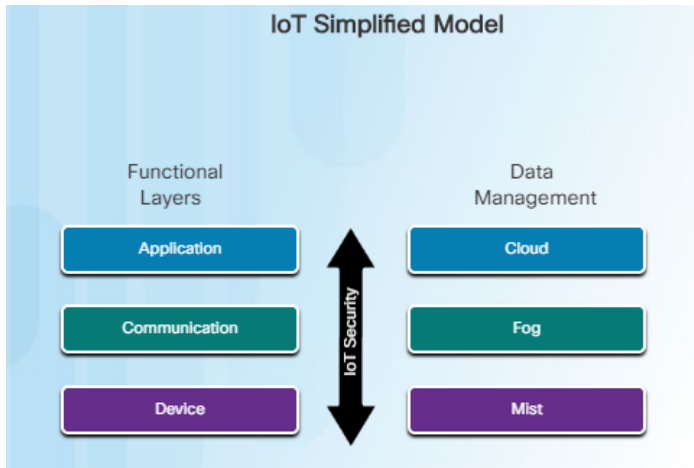 IoT Simplified Model
Functional
Layers
Data
Management
Application
Cloud
Communication
IoT Security
Fog
Device
Mist